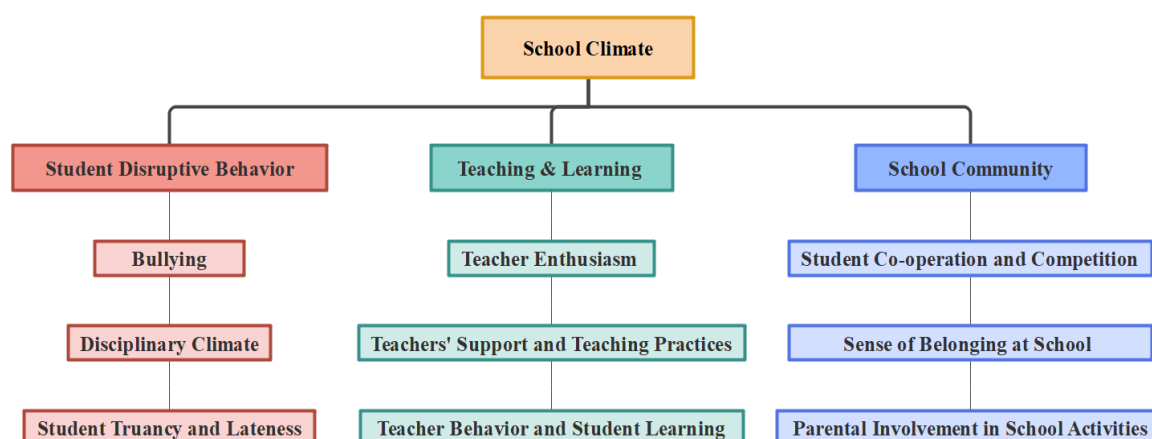 School Climate
Student Disruptive Behavior
Teaching & Learning
School Community
Bullying
Teacher Enthusiasm
Student Co-operation and Competition
Disciplinary Climate
Teachers' Support and Teaching Practices
Sense of Belonging at School
Student Truancy and Lateness
Teacher Behavior and Student Learning
Parental Involvement in School Activities